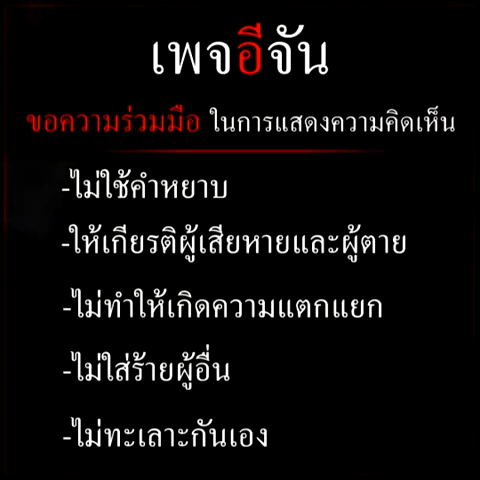 เพจอีจัน
ขอความร่วมมือ ในการแสดงความคิดเห็น
-ไม่ใช้คำหยาบ
-ให้เกียรติผู้เสียหายและผู้ตาย
-ไม่ทำให้เกิดความแตกแยก
-ไม่ใส่ร้ายผู้อื่น
-ไม่ทะเลาะกันเอง